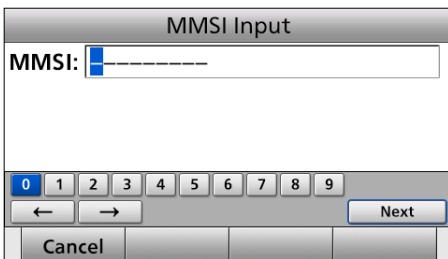 MMSI Input
MMSI: ---------
0 1 2 3 4 5 6 7 8 9
← → Next
Cancel